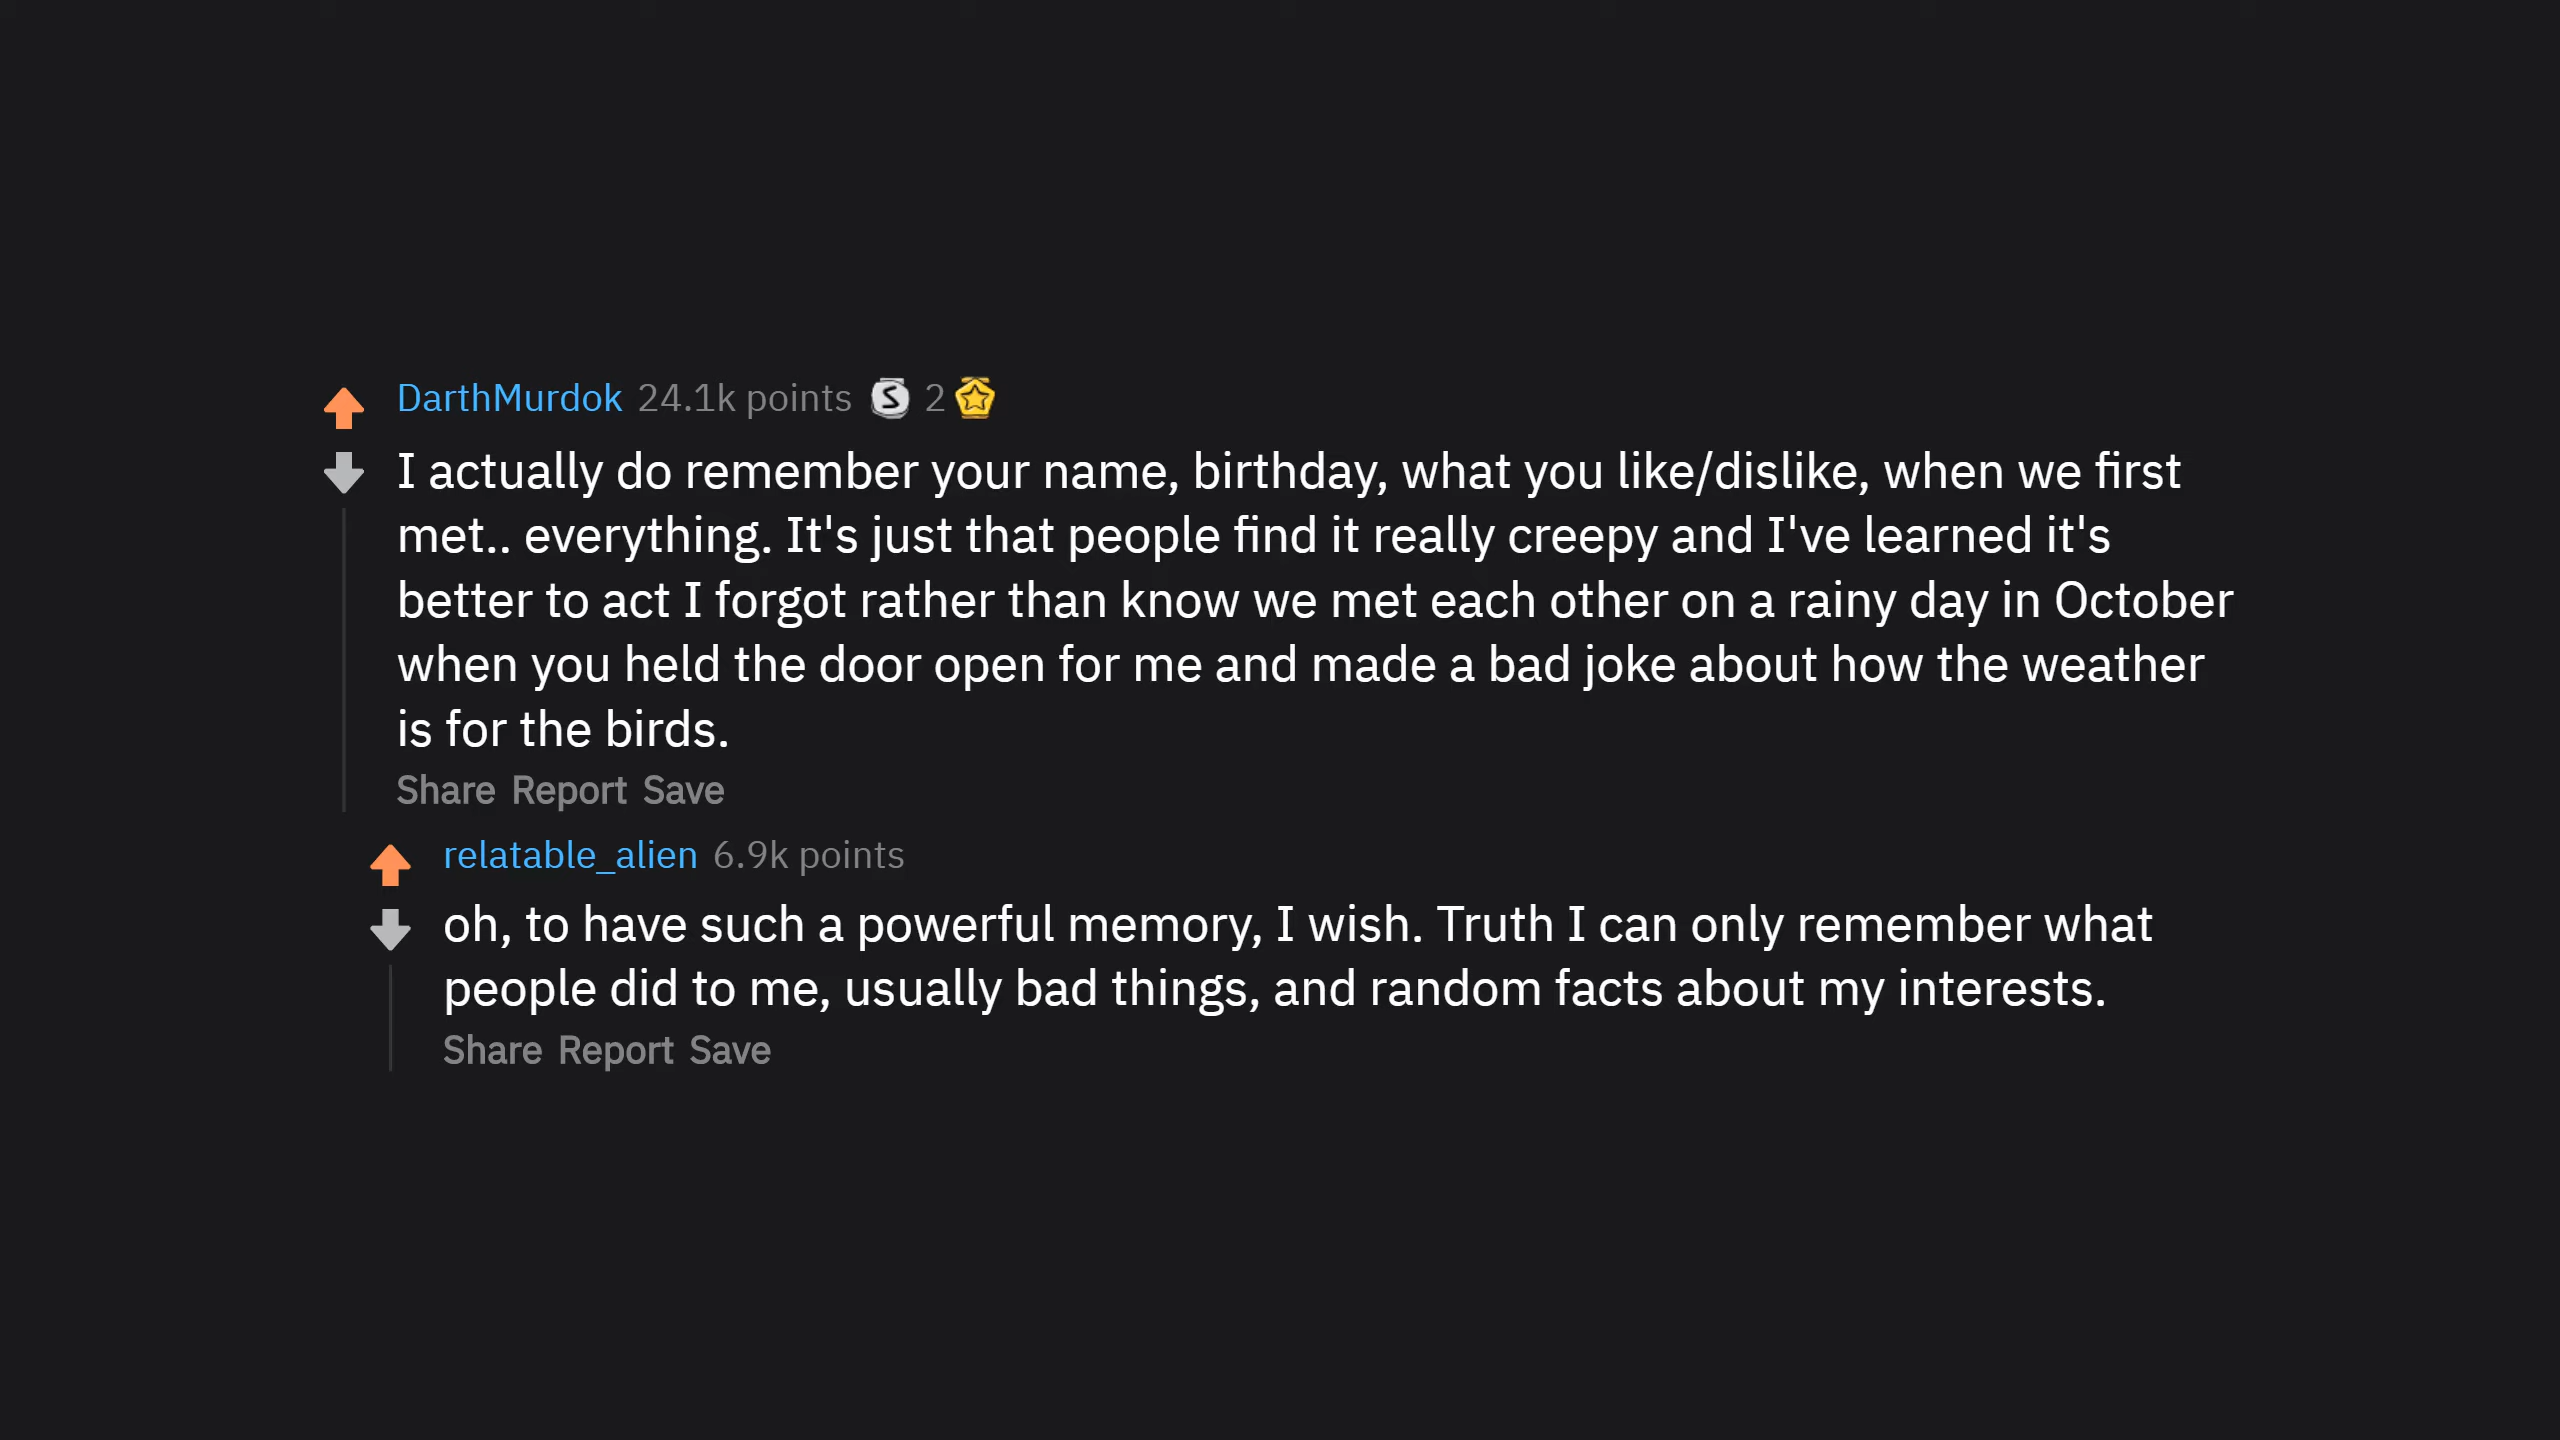 DarthMurdok 24.1k points S 2
I actually do remember your name, birthday, what you like/dislike, when we first
met.. everything. It's just that people find it really creepy and I've learned it's
better to act I forgot rather than know we met each other on a rainy day in October
when you held the door open for me and made a bad joke about how the weather
is for the birds.
Share Report Save
relatable_alien 6.9k points
oh, to have such a powerful memory, I wish. Truth I can only remember what
people did to me, usually bad things, and random facts about my interests.
Share Report Save